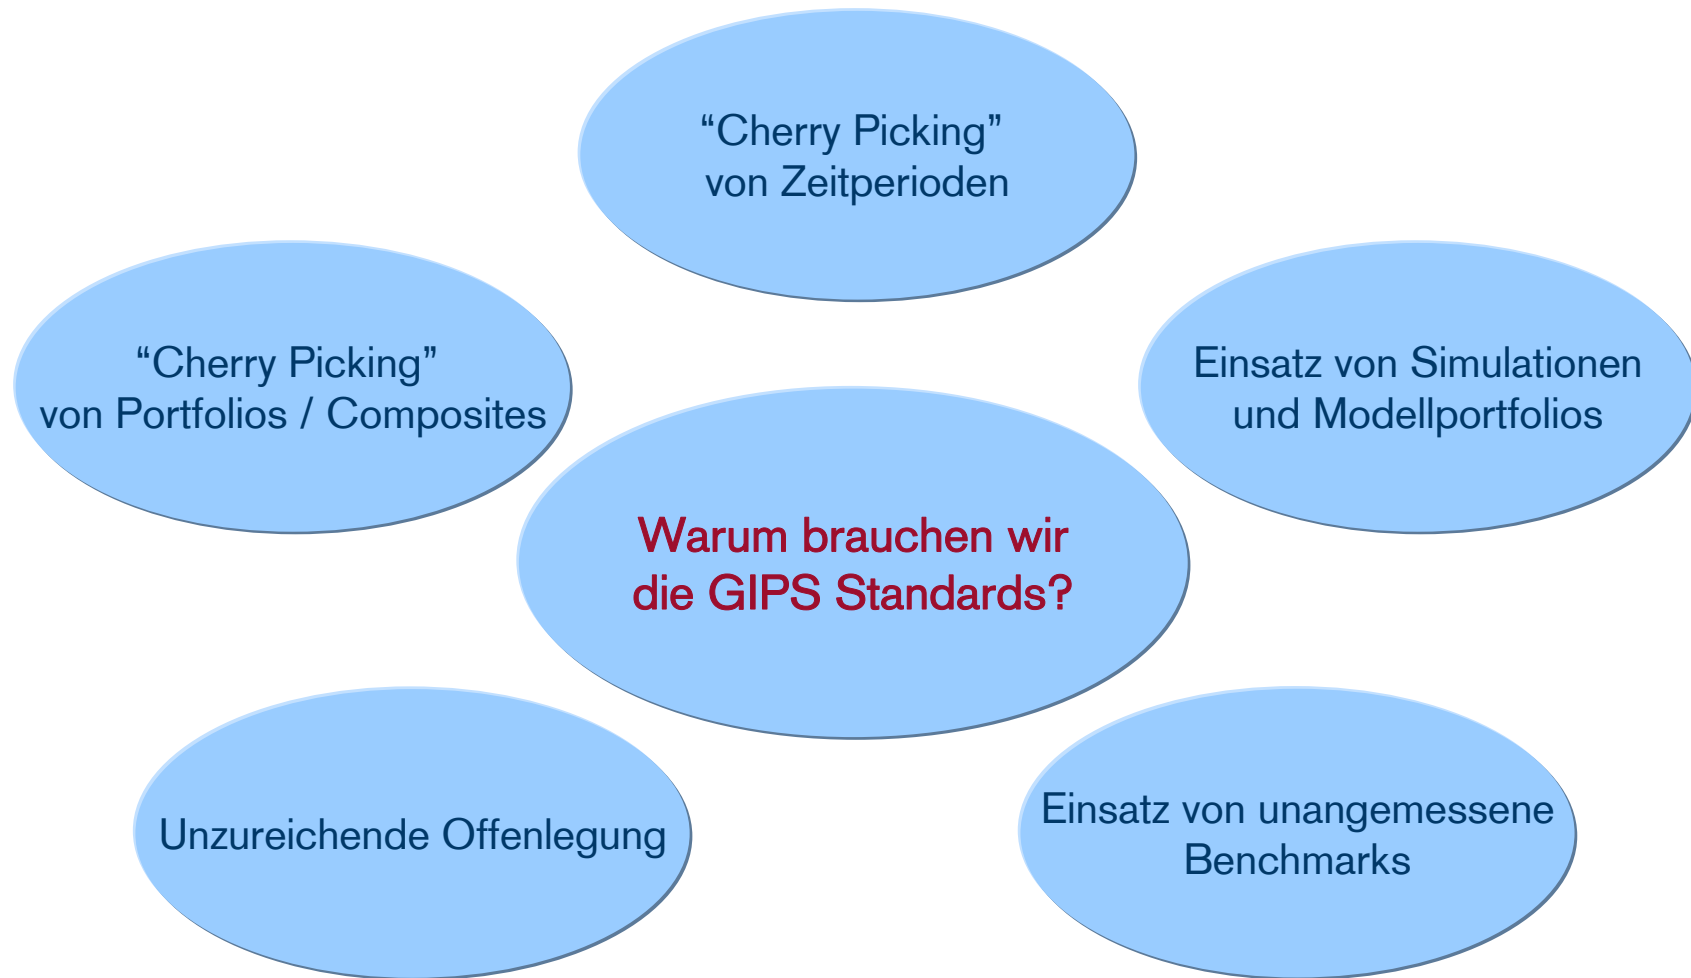 “Cherry Picking”
von Zeitperioden
“Cherry Picking”
von Portfolios / Composites
Einsatz von Simulationen
und Modellportfolios
Warum brauchen wir
die GIPS Standards?
Unzureichende Offenlegung
Einsatz von unangemessene
Benchmarks